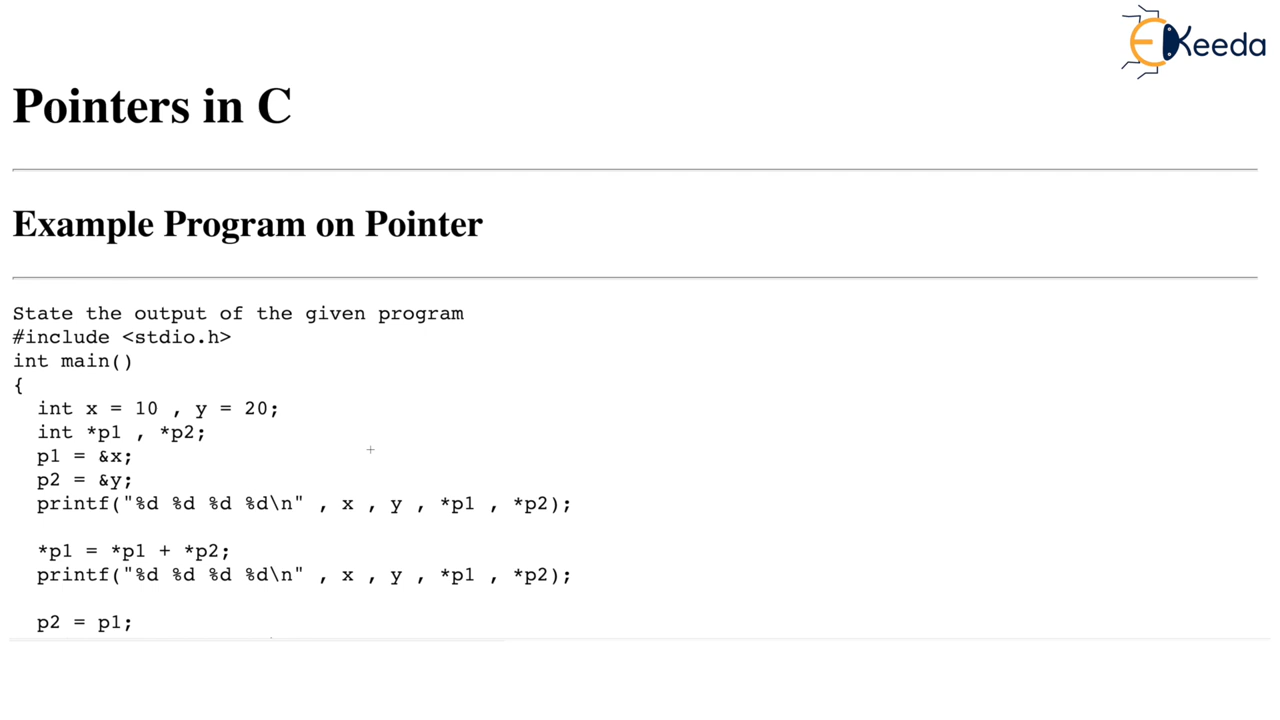 EKeeda
Pointers in C
Example Program on Pointer
State the output of the given program
#include <stdio.h>
int main()
{
  int x = 10 , y = 20;
  int *p1 , *p2;
  p1 = &x;
  p2 = &y;
  printf("%d %d %d %d\n" , x , y , *p1 , *p2);

  *p1 = *p1 + *p2;
  printf("%d %d %d %d\n" , x , y , *p1 , *p2);

  p2 = p1;